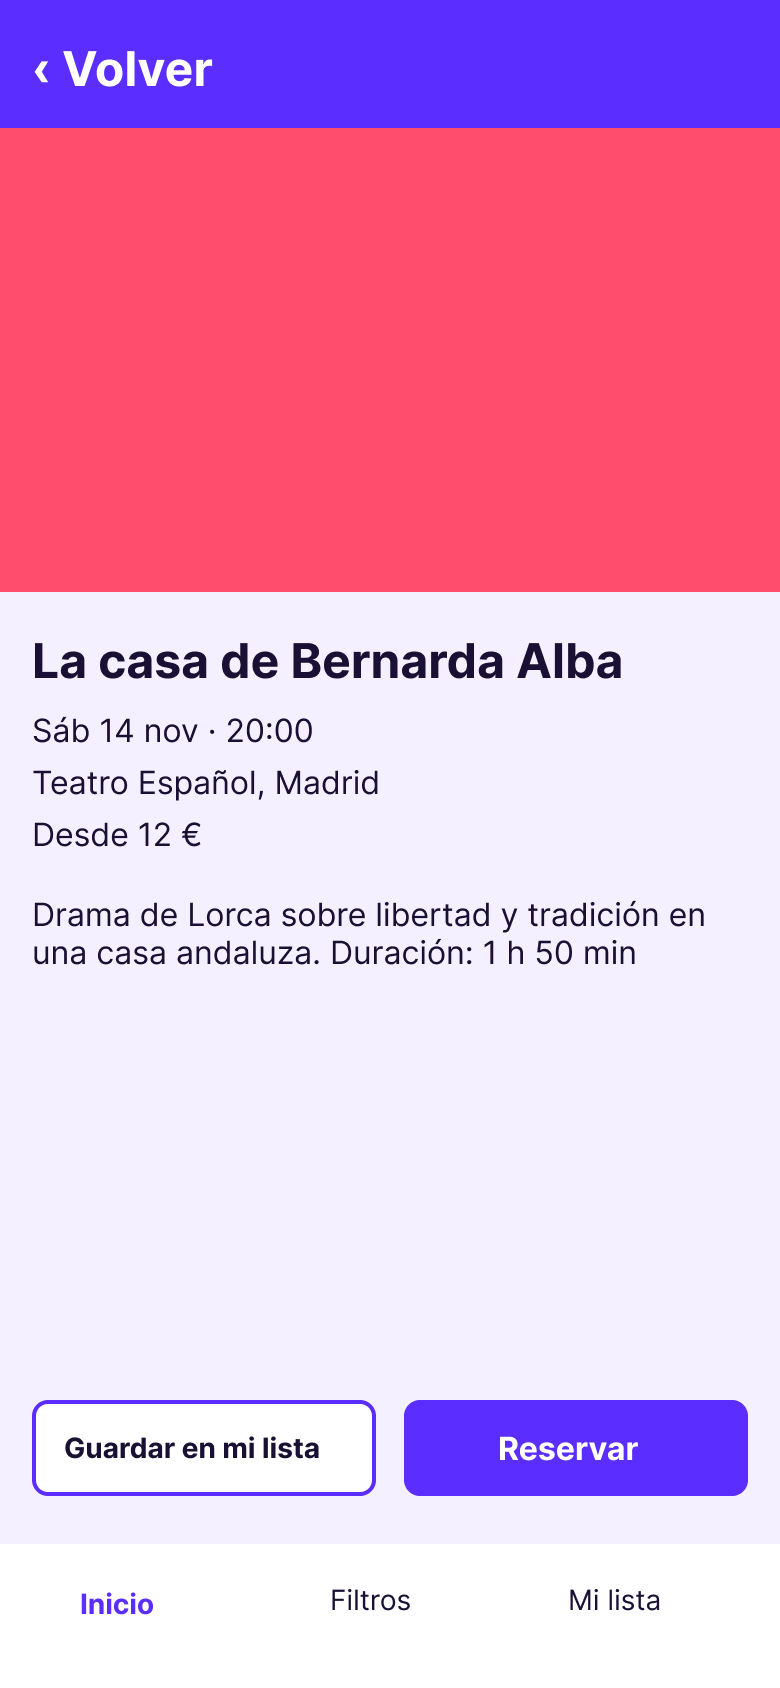 ‹ Volver
La casa de Bernarda Alba
Sáb 14 nov · 20:00
Teatro Español, Madrid
Desde 12 €
Drama de Lorca sobre libertad y tradición en
una casa andaluza. Duración: 1 h 50 min
Guardar en mi lista
Reservar
Inicio
Filtros
Mi lista